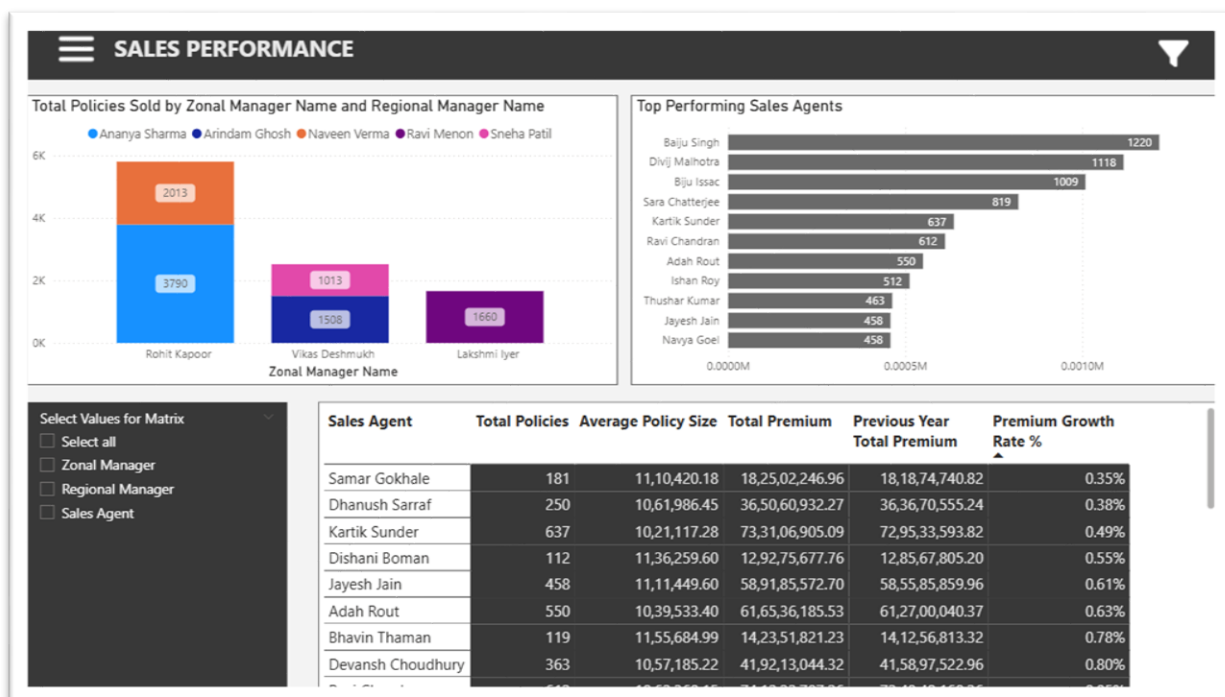 SALES PERFORMANCE
Total Policies Sold by Zonal Manager Name and Regional Manager Name
Ananya Sharma Arindam Ghosh Naveen Verma Ravi Menon Sneha Patil
6K
4K
2K
0K
2013
3790
1013
1508
1660
Rohit Kapoor Vikas Deshmukh Lakshmi Iyer
Zonal Manager Name
Top Performing Sales Agents
Baiju Singh 1220
Divij Malhotra 1118
Biju Issac 1009
Sara Chatterjee 819
Kartik Sunder 637
Ravi Chandran 612
Adah Rout 550
Ishan Roy 512
Thushar Kumar 463
Jayesh Jain 458
Navya Goel 458
0.0000M 0.0005M 0.0010M
Select Values for Matrix
Select all
Zonal Manager
Regional Manager
Sales Agent
Sales Agent Total Policies Average Policy Size Total Premium Previous Year Premium Growth
Total Premium Rate %
Samar Gokhale 181 11,10,420.18 18,25,02,246.96 18,18,74,740.82 0.35%
Dhanush Sarraf 250 10,61,986.45 36,50,60,932.27 36,36,70,555.24 0.38%
Kartik Sunder 637 10,21,117.28 73,31,06,905.09 72,95,33,593.82 0.49%
Dishani Boman 112 11,36,259.60 12,92,75,677.76 12,85,67,805.20 0.55%
Jayesh Jain 458 11,11,449.60 58,91,85,572.70 58,55,85,859.96 0.61%
Adah Rout 550 10,39,533.40 61,65,36,185.53 61,27,00,040.37 0.63%
Bhavin Thaman 119 11,55,684.99 14,23,51,821.23 14,12,56,813.32 0.78%
Devansh Choudhury 363 10,57,185.22 41,92,13,044.32 41,58,97,522.96 0.80%